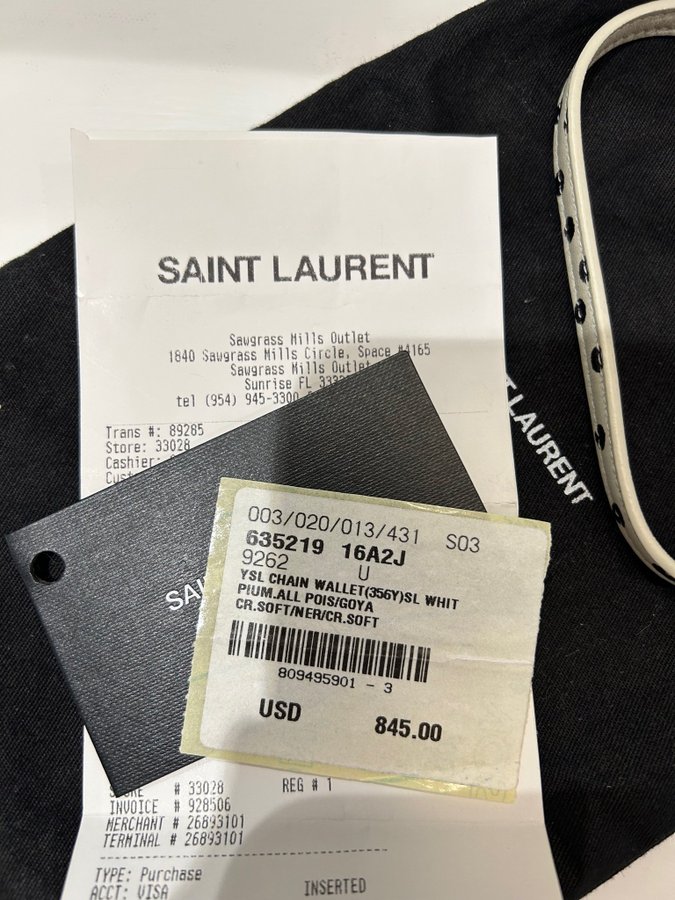 SAINT LAURENT
Sawgrass Mills Outlet
1840 Sawgrass Mills Circle, Space #4165
Sawgrass Mills Outlet
Sunrise FL
tel (954) 945-3300
Trans #: 89285
Store: 33028
Cashier:
LAURENT
003/020/013/431 S03
635219 16A2J
9262 U
YSL CHAIN WALLET(356Y)SL WHIT
PIUM.ALL POIS/GOYA
CR.SOFT/NER/CR.SOFT
809495901 - 3
USD 845.00
# 33028 REG # 1
INVOICE # 928506
MERCHANT # 26893101
TERMINAL # 26893101
TYPE: Purchase
ACCT: VISA INSERTED